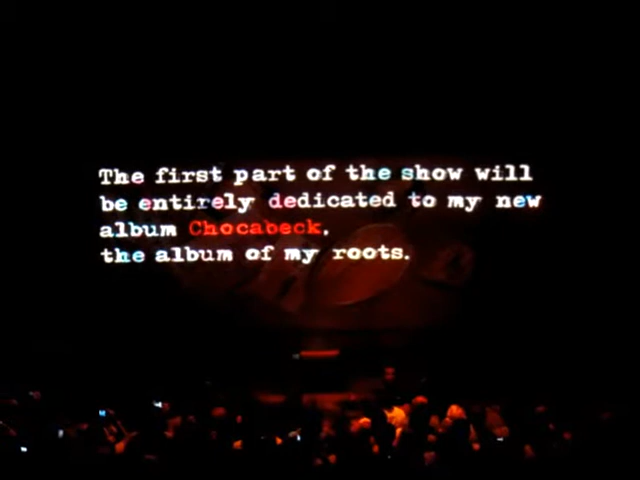 The first part of the show will
be entirely dedicated to my new
album Chocabeck.
the album of my roots.